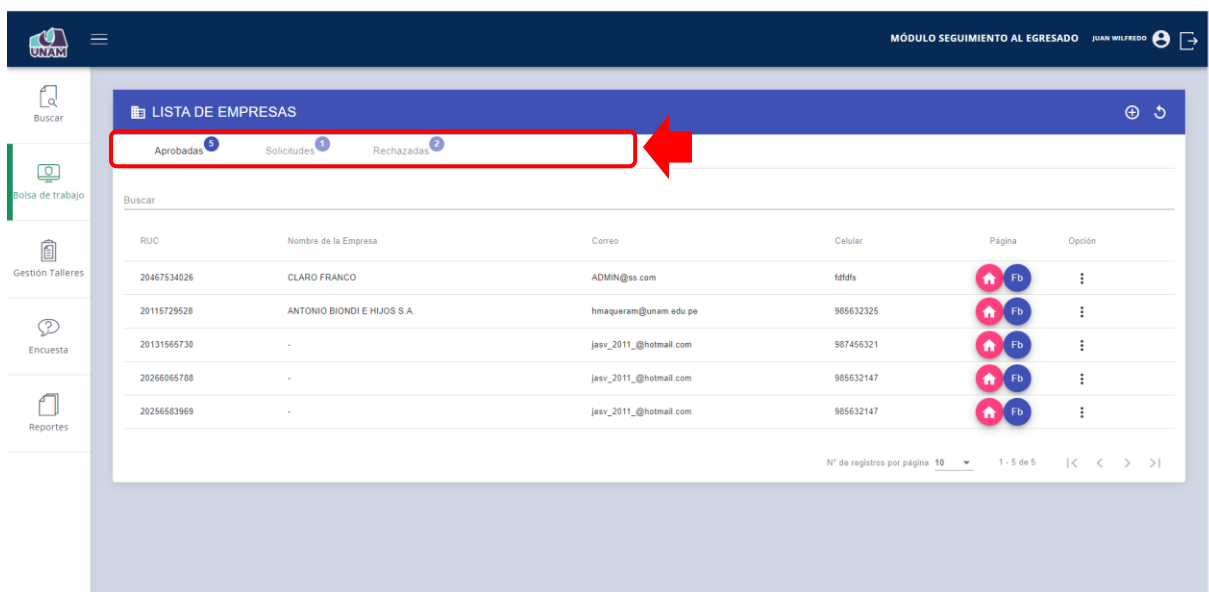 UNAM
MÓDULO SEGUIMIENTO AL EGRESADO JUAN WILFREDO
Buscar
Bolsa de trabajo
Gestión Talleres
Encuesta
Reportes
LISTA DE EMPRESAS
Aprobadas 5 Solicitudes 1 Rechazadas 2
Buscar
RUC Nombre de la Empresa Correo Celular Página Opción
20467534026 CLARO FRANCO ADMIN@ss.com fdfdfs Fb
20115729528 ANTONIO BIONDI E HIJOS S.A. hmaqueram@unam.edu.pe 985632325 Fb
20131565730 - jasv_2011_@hotmail.com 987456321 Fb
20266065788 - jasv_2011_@hotmail.com 985632147 Fb
20256583969 - jasv_2011_@hotmail.com 985632147 Fb
N° de registros por página 10 1 - 5 de 5